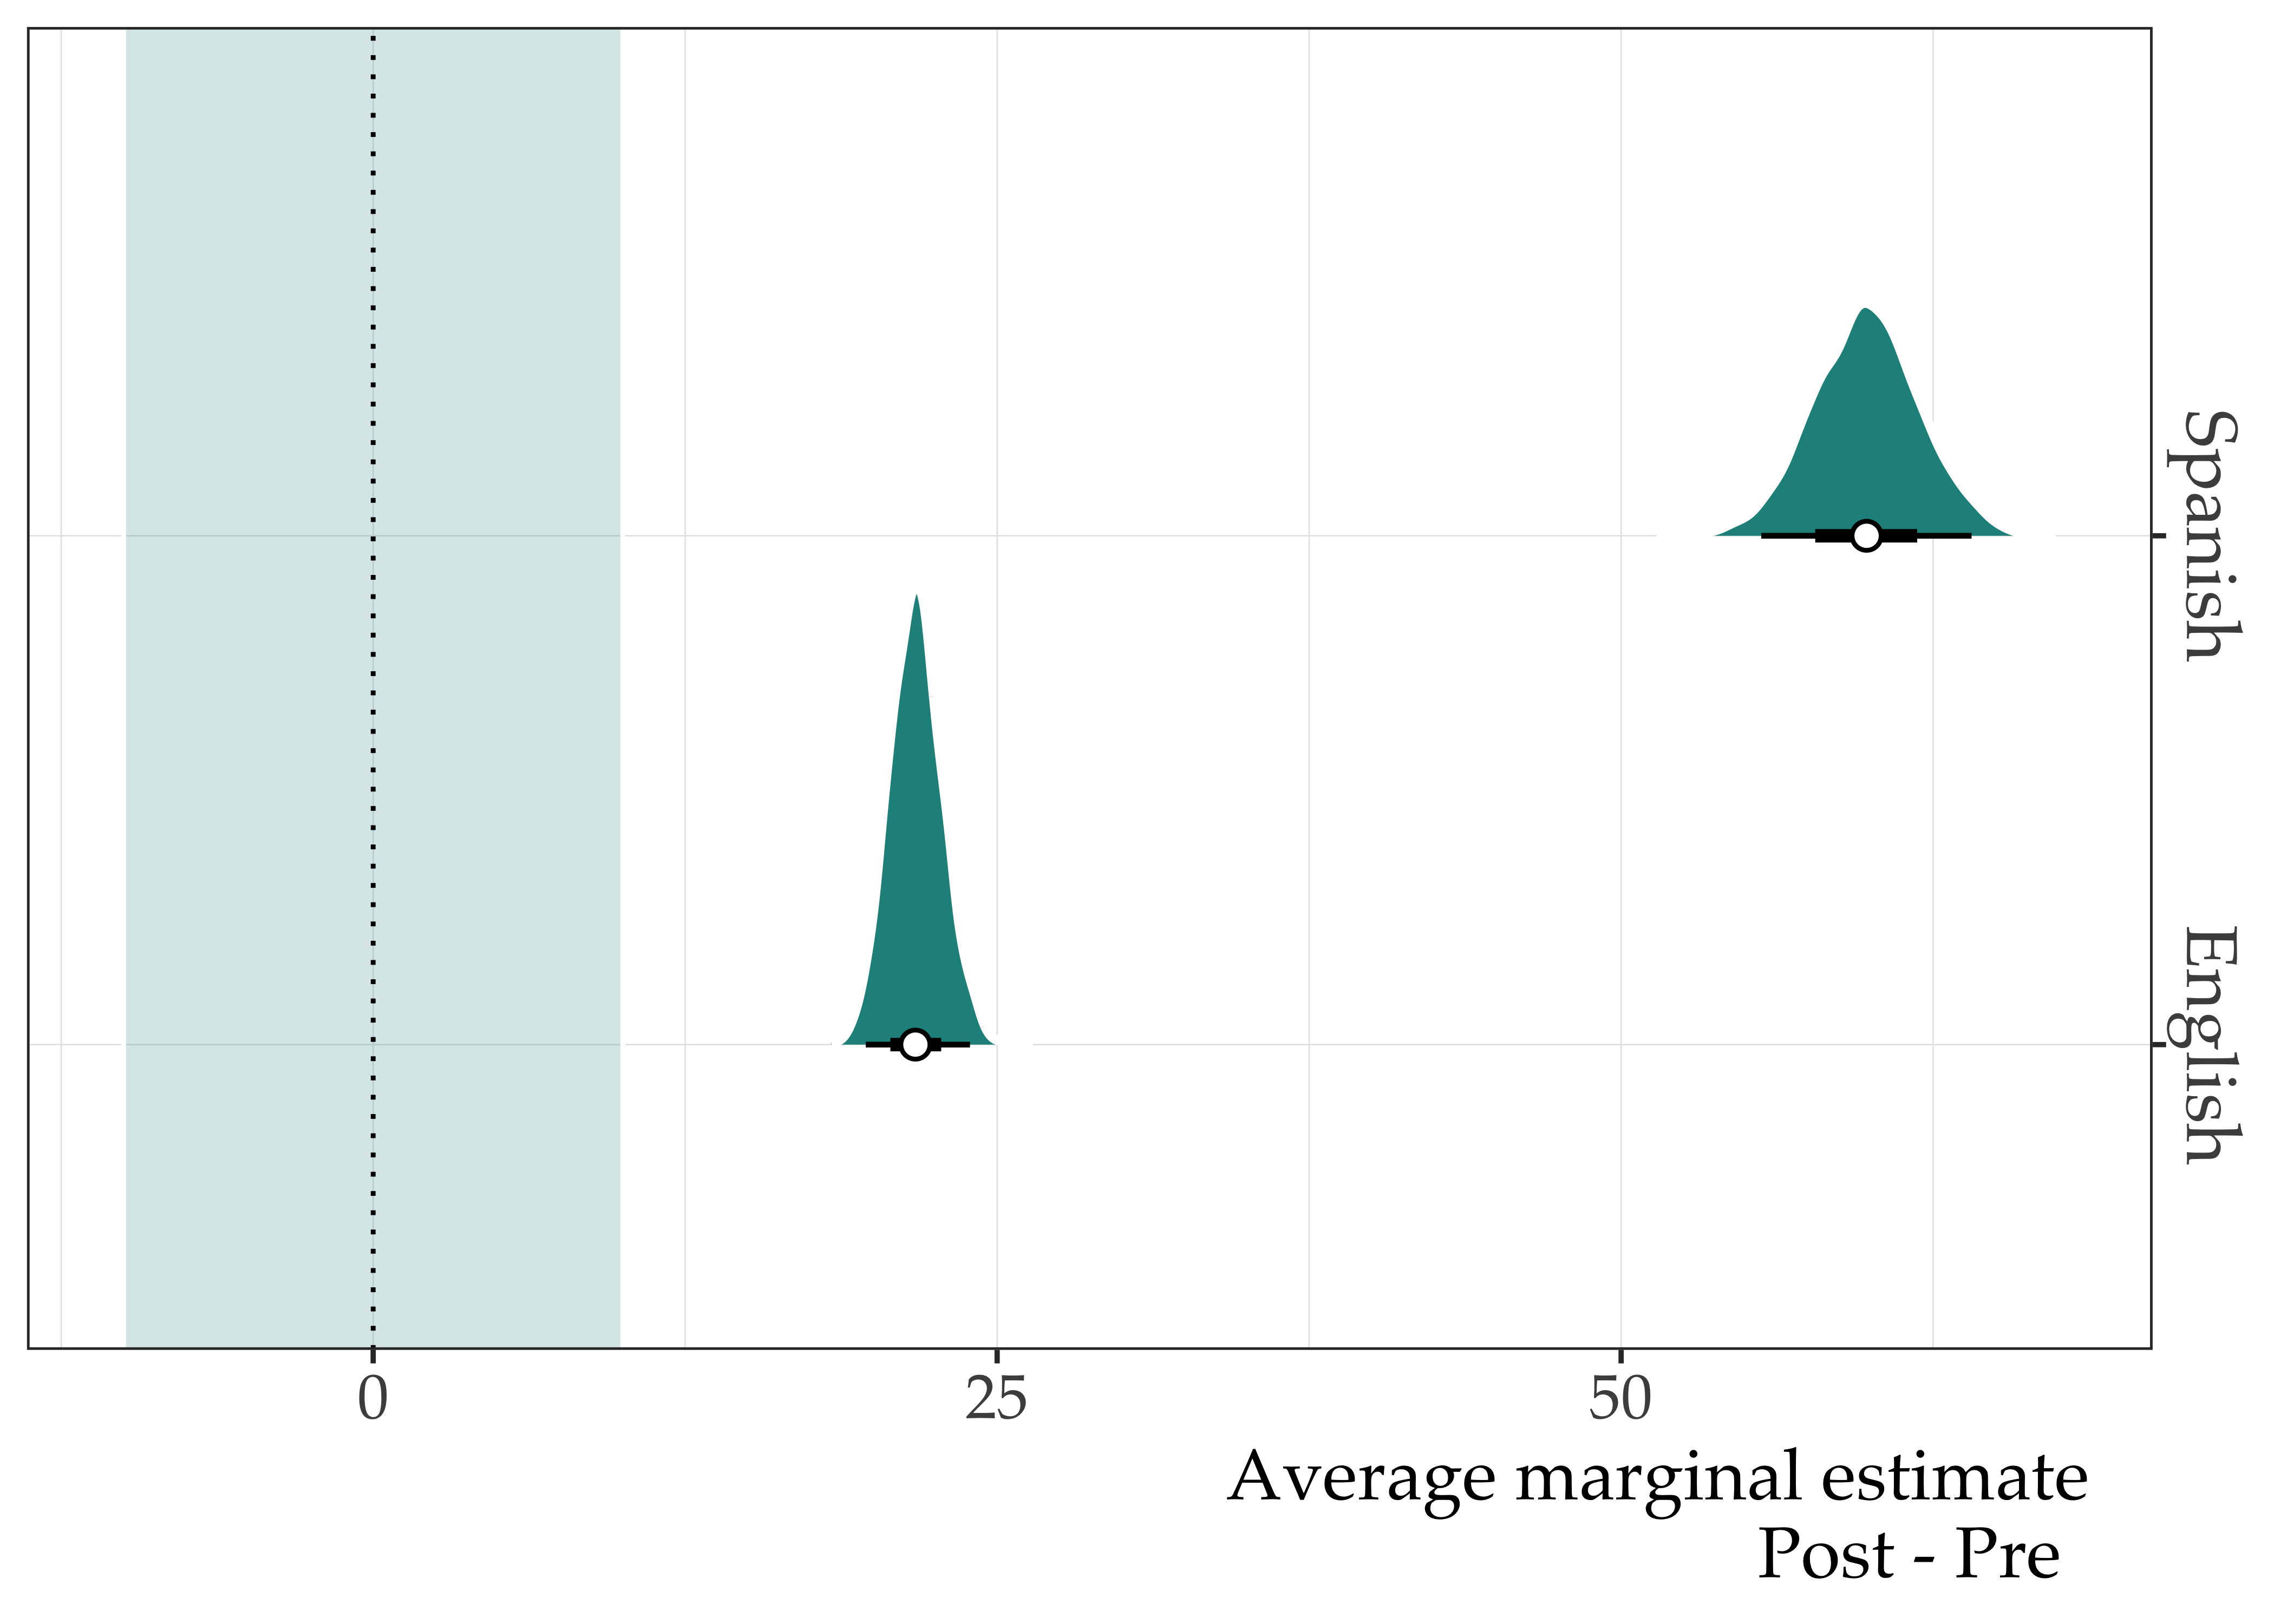 Spanish
English
0 25 50
Average marginal estimate
Post - Pre